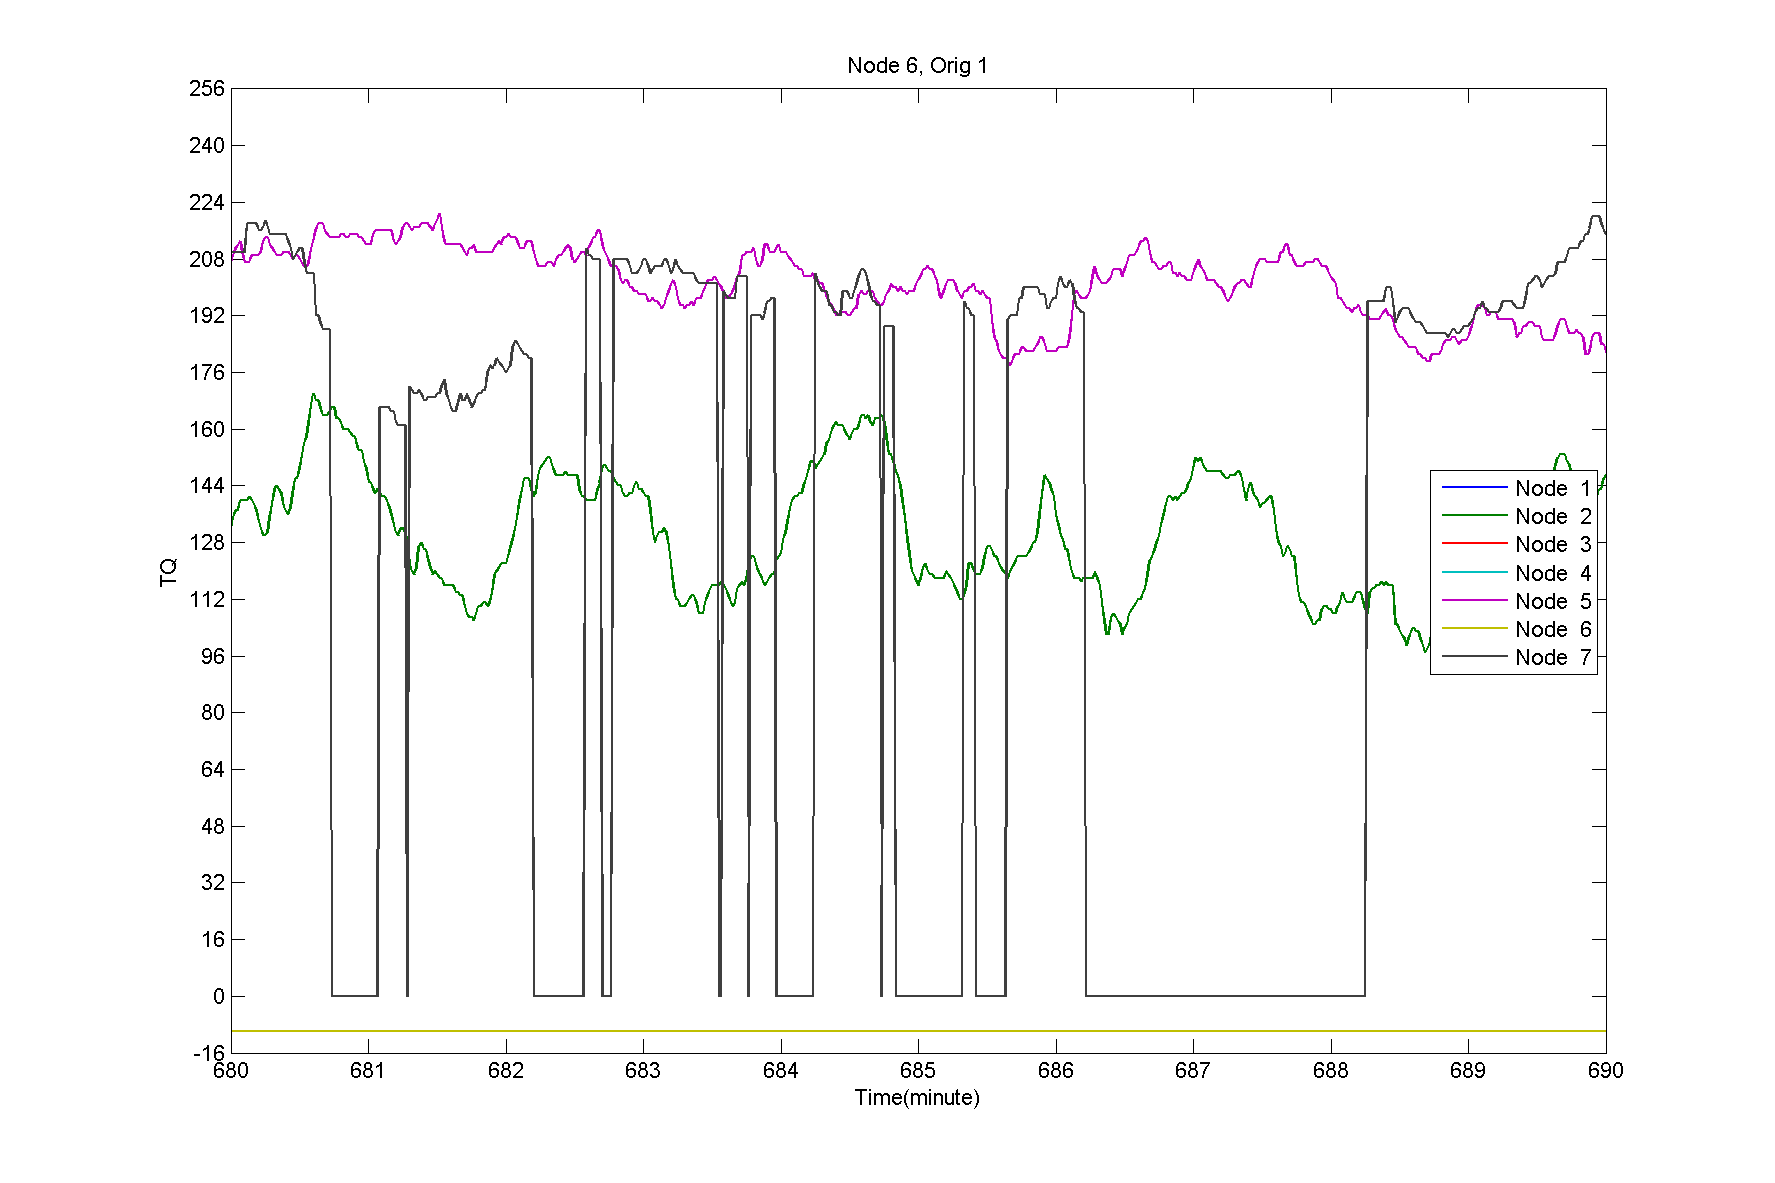 Node 6, Orig 1
256
240
224
208
192
176
160
144
128
112
96
80
64
48
32
16
0
-16
TQ
680 681 682 683 684 685 686 687 688 689 690
Time(minute)
Node 1
Node 2
Node 3
Node 4
Node 5
Node 6
Node 7